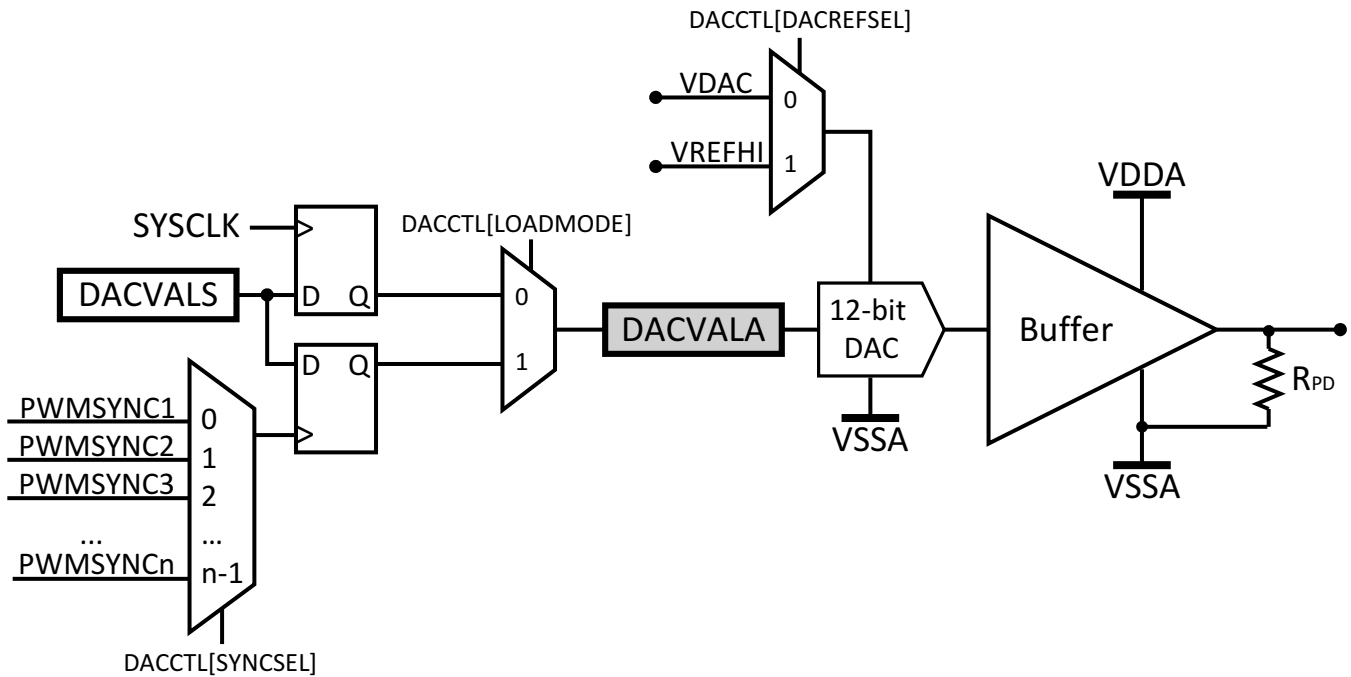 DACCTL[DACREFSEL]
VDAC
0
VREFHI
1
VDDA
SYSCLK
DACCTL[LOADMODE]
DACVALS
D Q
0
DACVALA
12-bit
DAC
Buffer
D Q
1
RPD
PWMSYNC1
0
VSSA
PWMSYNC2
1
PWMSYNC3
2
VSSA
...
...
PWMSYNCn
n-1
DACCTL[SYNCSEL]